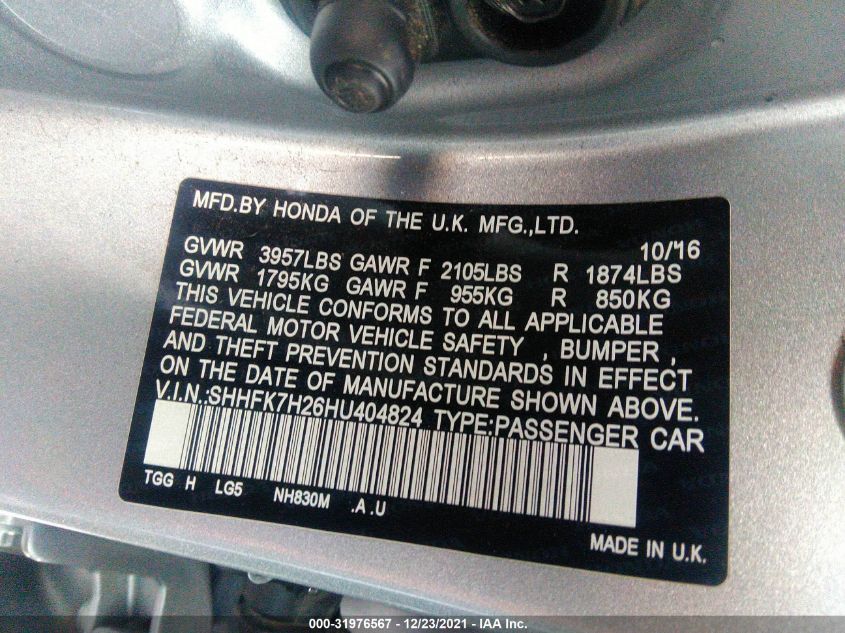 MFD.BY HONDA OF THE U.K. MFG.,LTD.
10/'16
GVWR 3957LBS GAWR F 2105LBS R 1874LBS
GVWR 1795KG GAWR F 955KG R 850KG
THIS VEHICLE CONFORMS TO ALL APPLICABLE
FEDERAL MOTOR VEHICLE SAFETY , BUMPER ,
AND THEFT PREVENTION STANDARDS IN EFFECT
ON THE DATE OF MANUFACTURE SHOWN ABOVE.
V.I.N.:SHHFK7H26HU404824 TYPE:PASSENGER CAR
TGG H LG5 NH830M .A .U
MADE IN U.K.
000-31976567 - 12/23/2021 - IAA Inc.